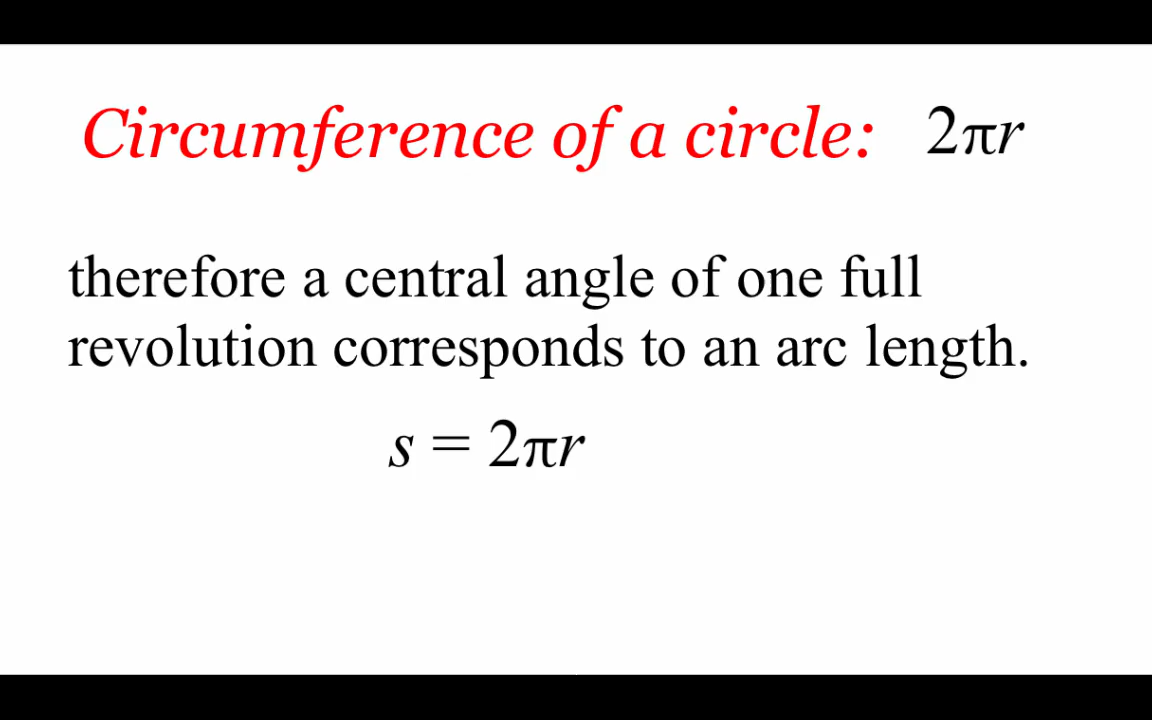 Circumference of a circle: 2πr
therefore a central angle of one full
revolution corresponds to an arc length.
s = 2πr